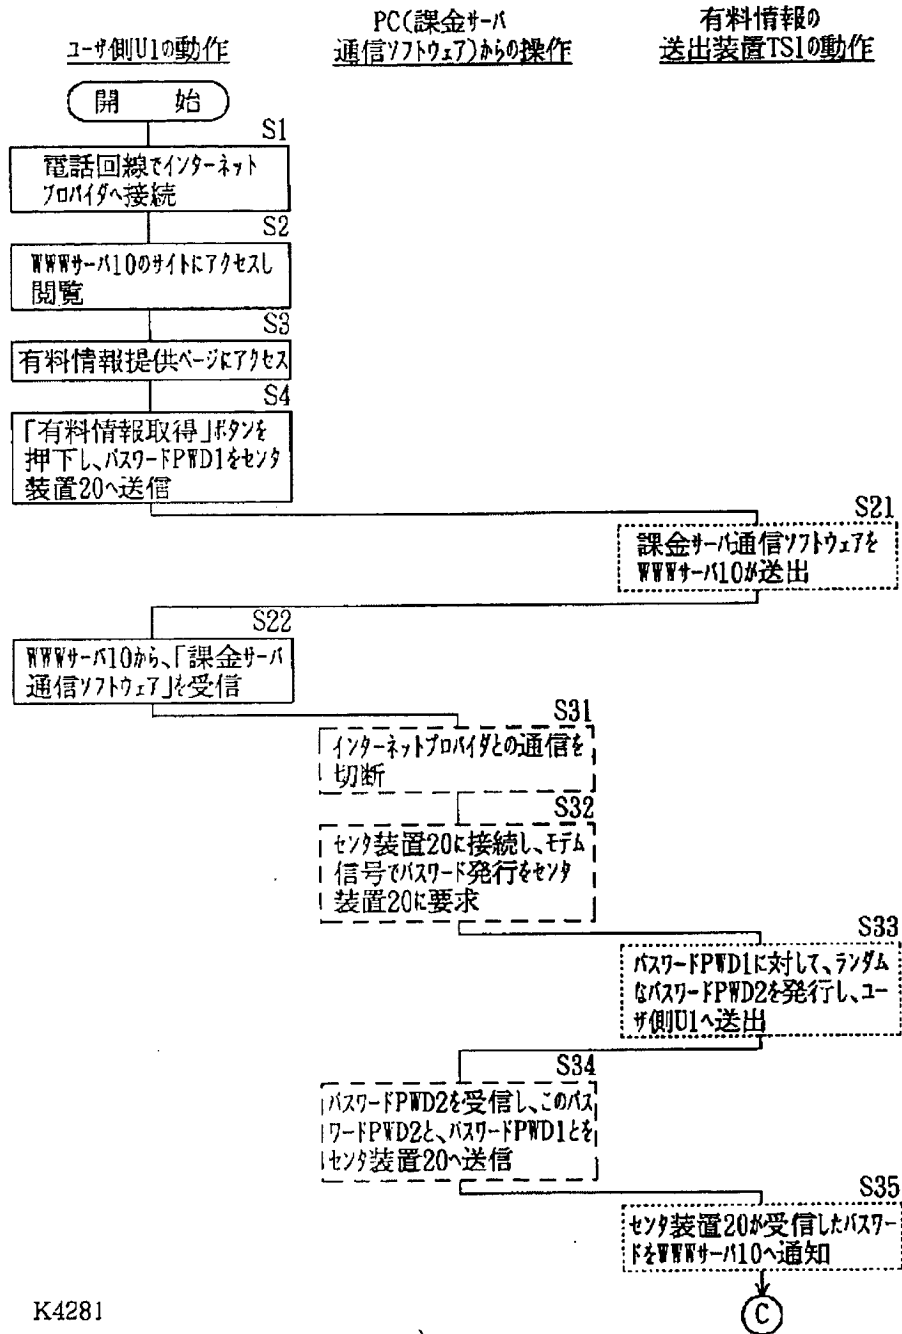 ユーザ側U1の動作
PC(課金サーバ
通信ソフトウェア)からの操作
有料情報の
送出装置TS1の動作
開　始
S1
電話回線でインターネット
プロバイダへ接続
S2
WWWサーバ10のサイトにアクセスし
閲覧
S3
有料情報提供ページにアクセス
S4
「有料情報取得」ボタンを
押下し、パスワードPWD1をセンタ
装置20へ送信
S21
課金サーバ通信ソフトウェアを
WWWサーバ10が送出
S22
WWWサーバ10から、「課金サーバ
通信ソフトウェア」を受信
S31
インターネットプロバイダとの通信を
切断
S32
センタ装置20に接続し、モデム
信号でパスワード発行をセンタ
装置20に要求
S33
パスワードPWD1に対して、ランダム
なパスワードPWD2を発行し、ユー
ザ側U1へ送出
S34
パスワードPWD2を受信し、このパス
ワードPWD2と、パスワードPWD1とを
センタ装置20へ送信
S35
センタ装置20が受信したパスワー
ドをWWWサーバ10へ通知
C
K4281